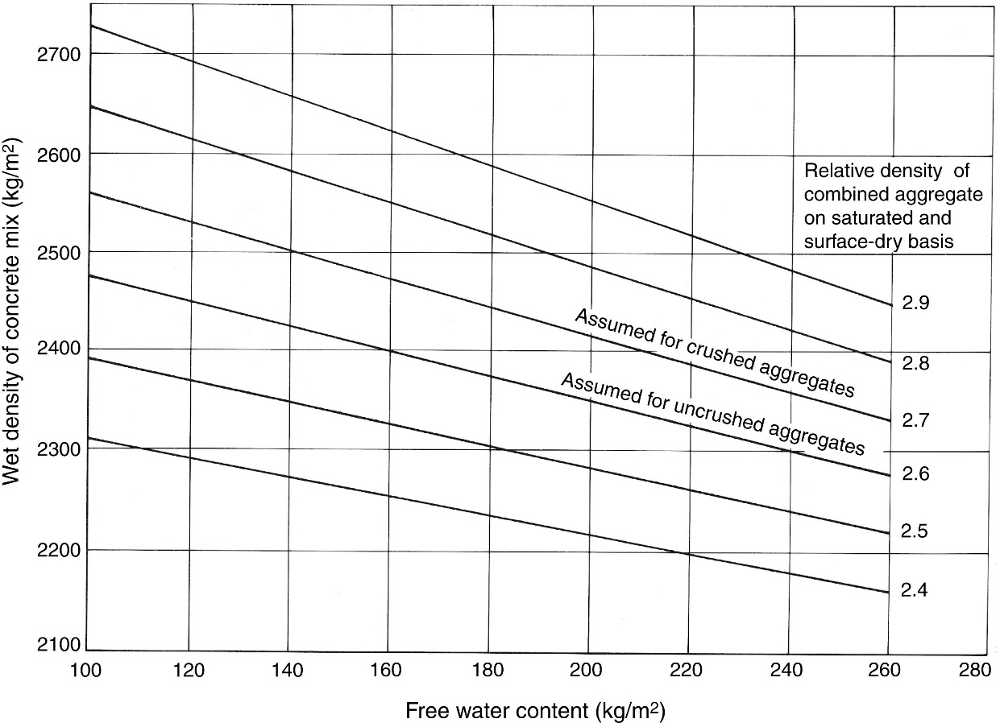 2700
2600
2500
2400
2300
2200
2100
Wet density of concrete mix (kg/m²)
100 120 140 160 180 200 220 240 260 280
Free water content (kg/m²)
Relative density of
combined aggregate
on saturated and
surface-dry basis
2.9
2.8
2.7
2.6
2.5
2.4
Assumed for crushed aggregates
Assumed for uncrushed aggregates